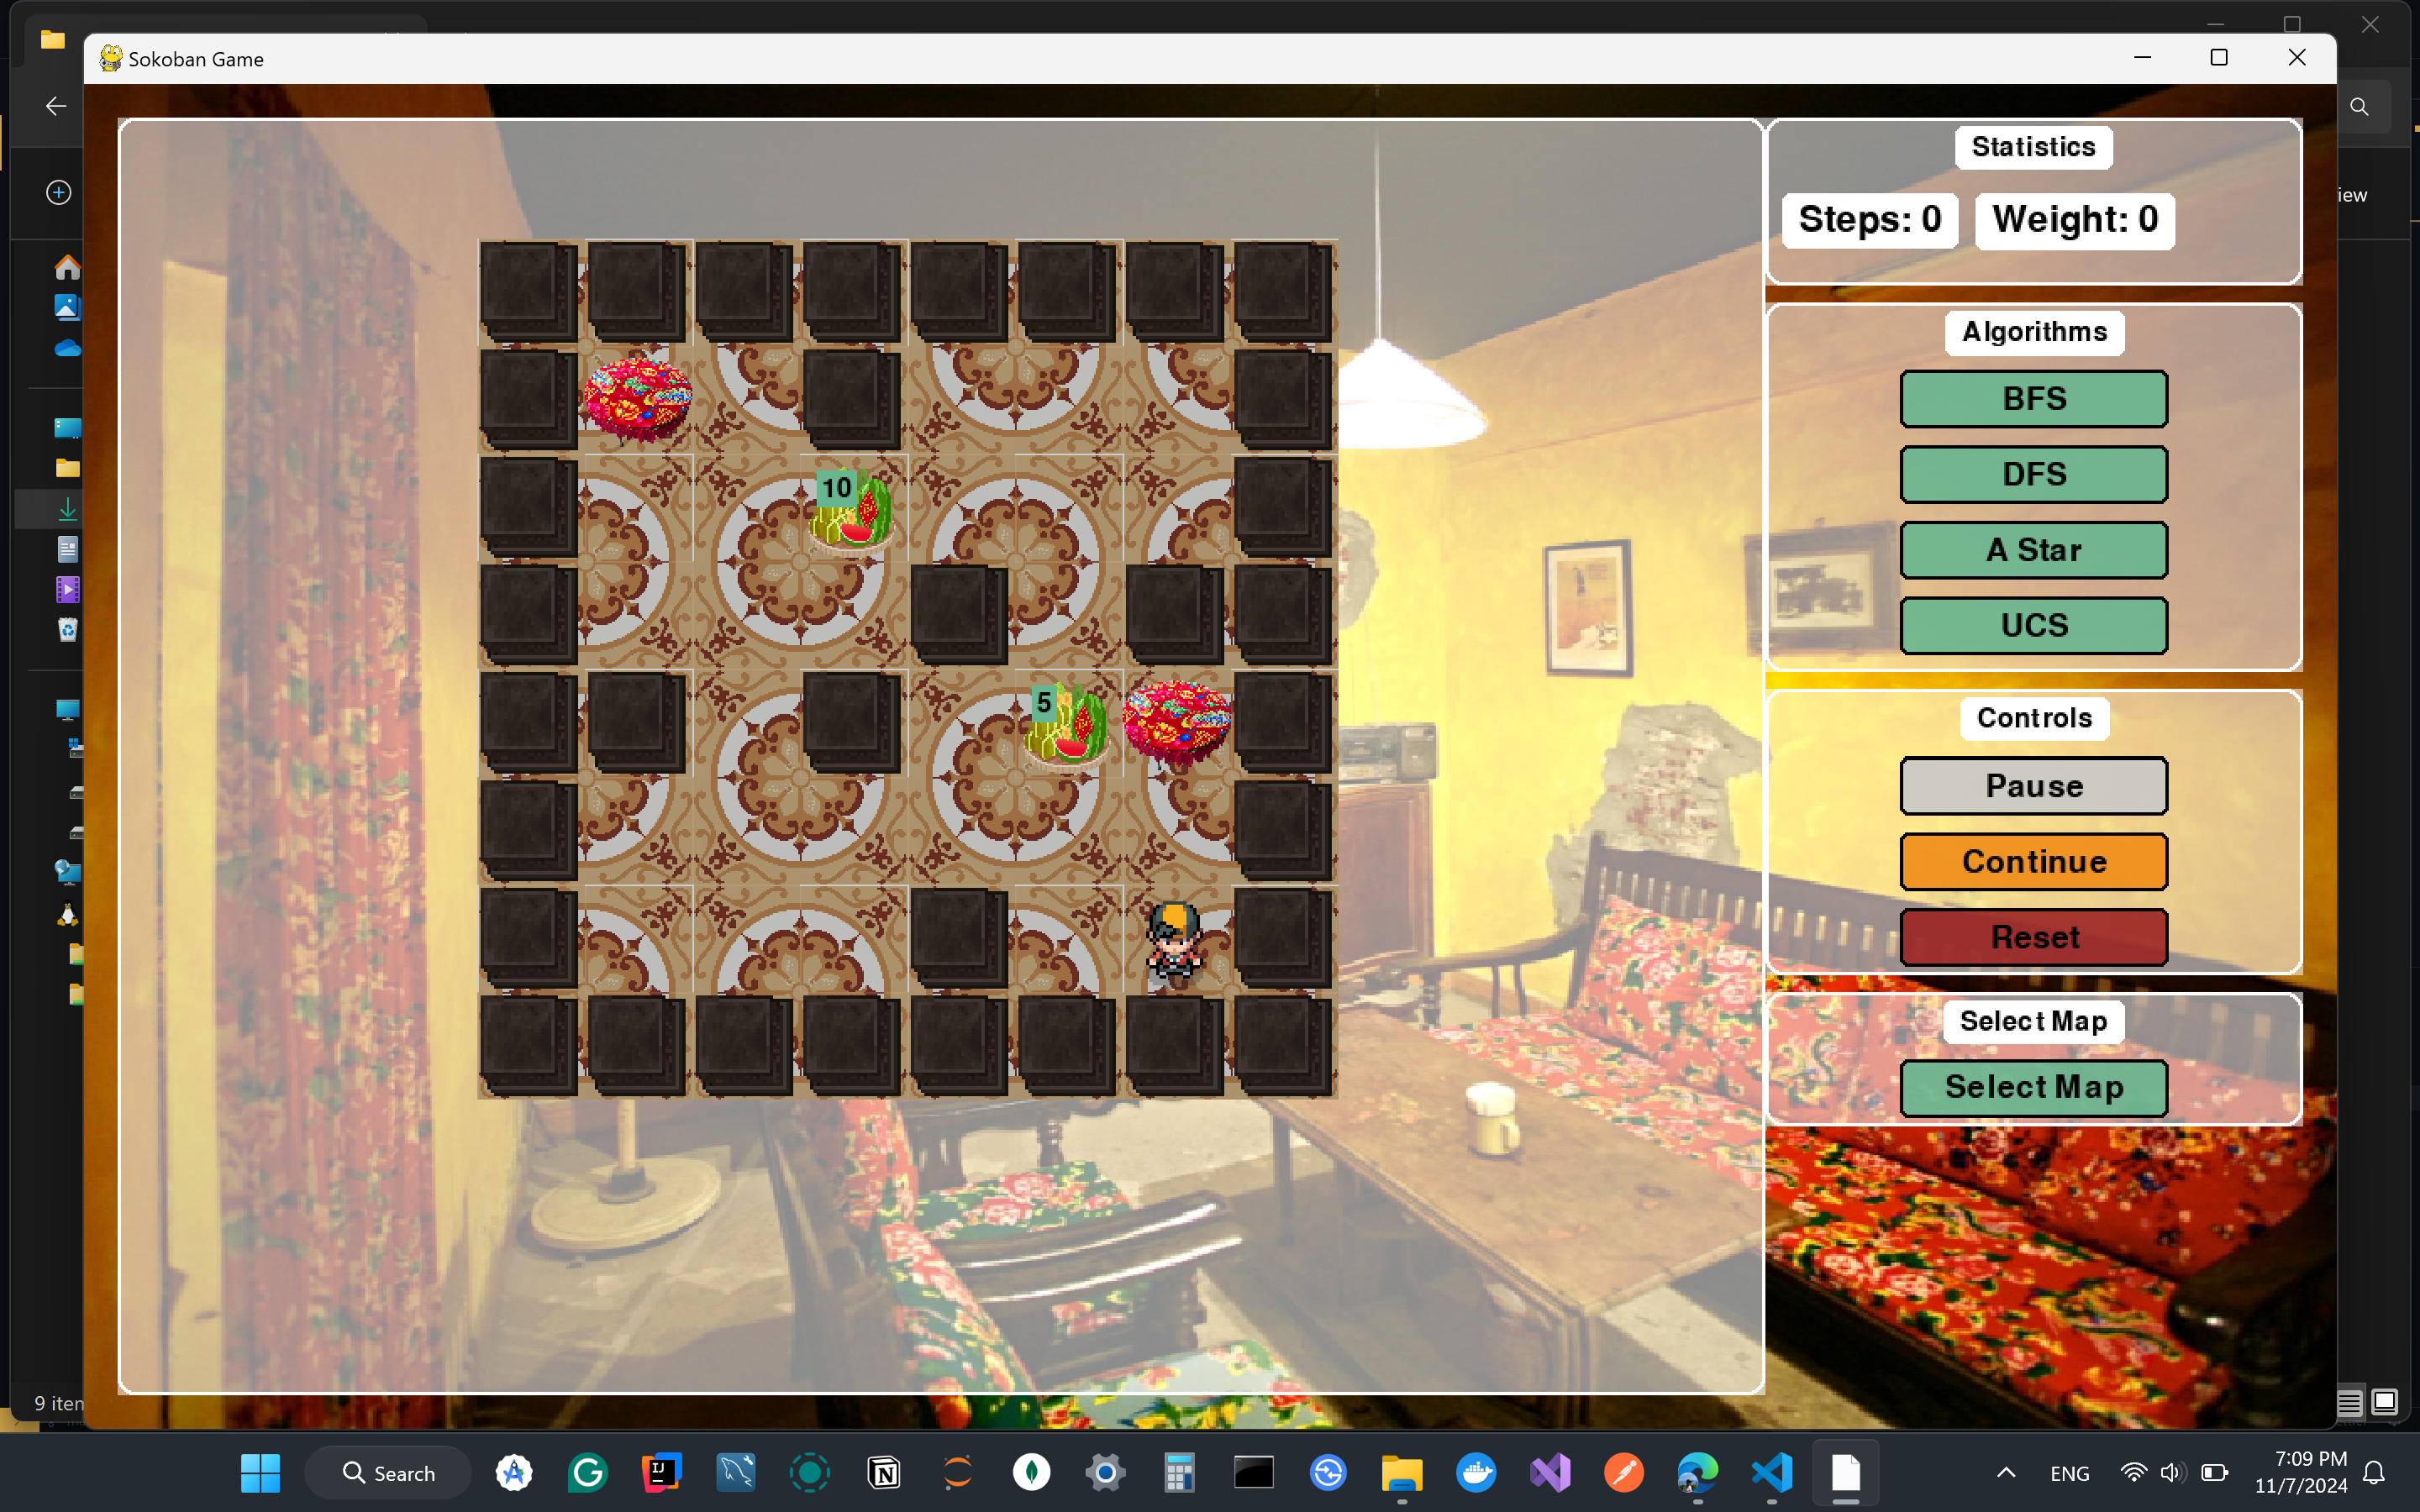 Sokoban Game
iew
Statistics
Steps: 0
Weight: 0
Algorithms
BFS
DFS
A Star
UCS
10
5
Controls
Pause
Continue
Reset
Select Map
Select Map
9 iten
Search
ENG
7:09 PM
11/7/2024